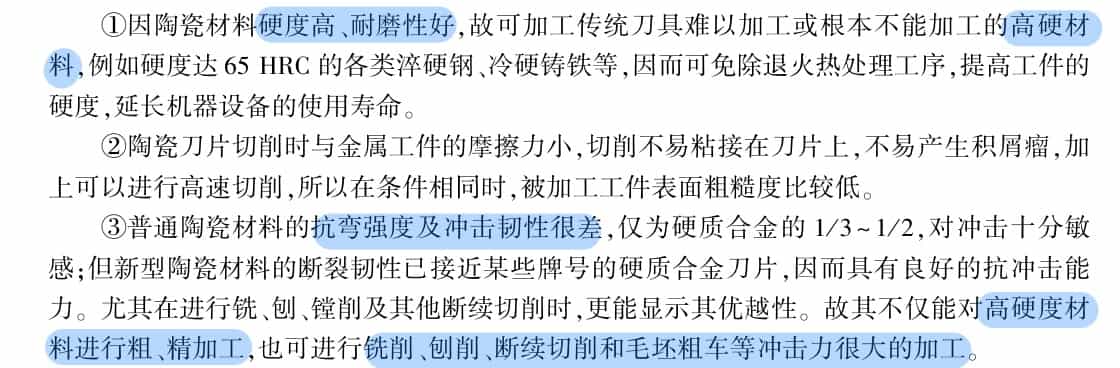 ①因陶瓷材料硬度高、耐磨性好,故可加工传统刀具难以加工或根本不能加工的高硬材
料,例如硬度达 65 HRC 的各类淬硬钢、冷硬铸铁等,因而可免除退火热处理工序,提高工件的
硬度,延长机器设备的使用寿命。
②陶瓷刀片切削时与金属工件的摩擦力小,切削不易粘接在刀片上,不易产生积屑瘤,加
上可以进行高速切削,所以在条件相同时,被加工工件表面粗糙度比较低。
③普通陶瓷材料的抗弯强度及冲击韧性很差,仅为硬质合金的 1/3~1/2,对冲击十分敏
感;但新型陶瓷材料的断裂韧性已接近某些牌号的硬质合金刀片,因而具有良好的抗冲击能
力。尤其在进行铣、刨、镗削及其他断续切削时,更能显示其优越性。故其不仅能对高硬度材
料进行粗、精加工,也可进行铣削、刨削、断续切削和毛坯粗车等冲击力很大的加工。